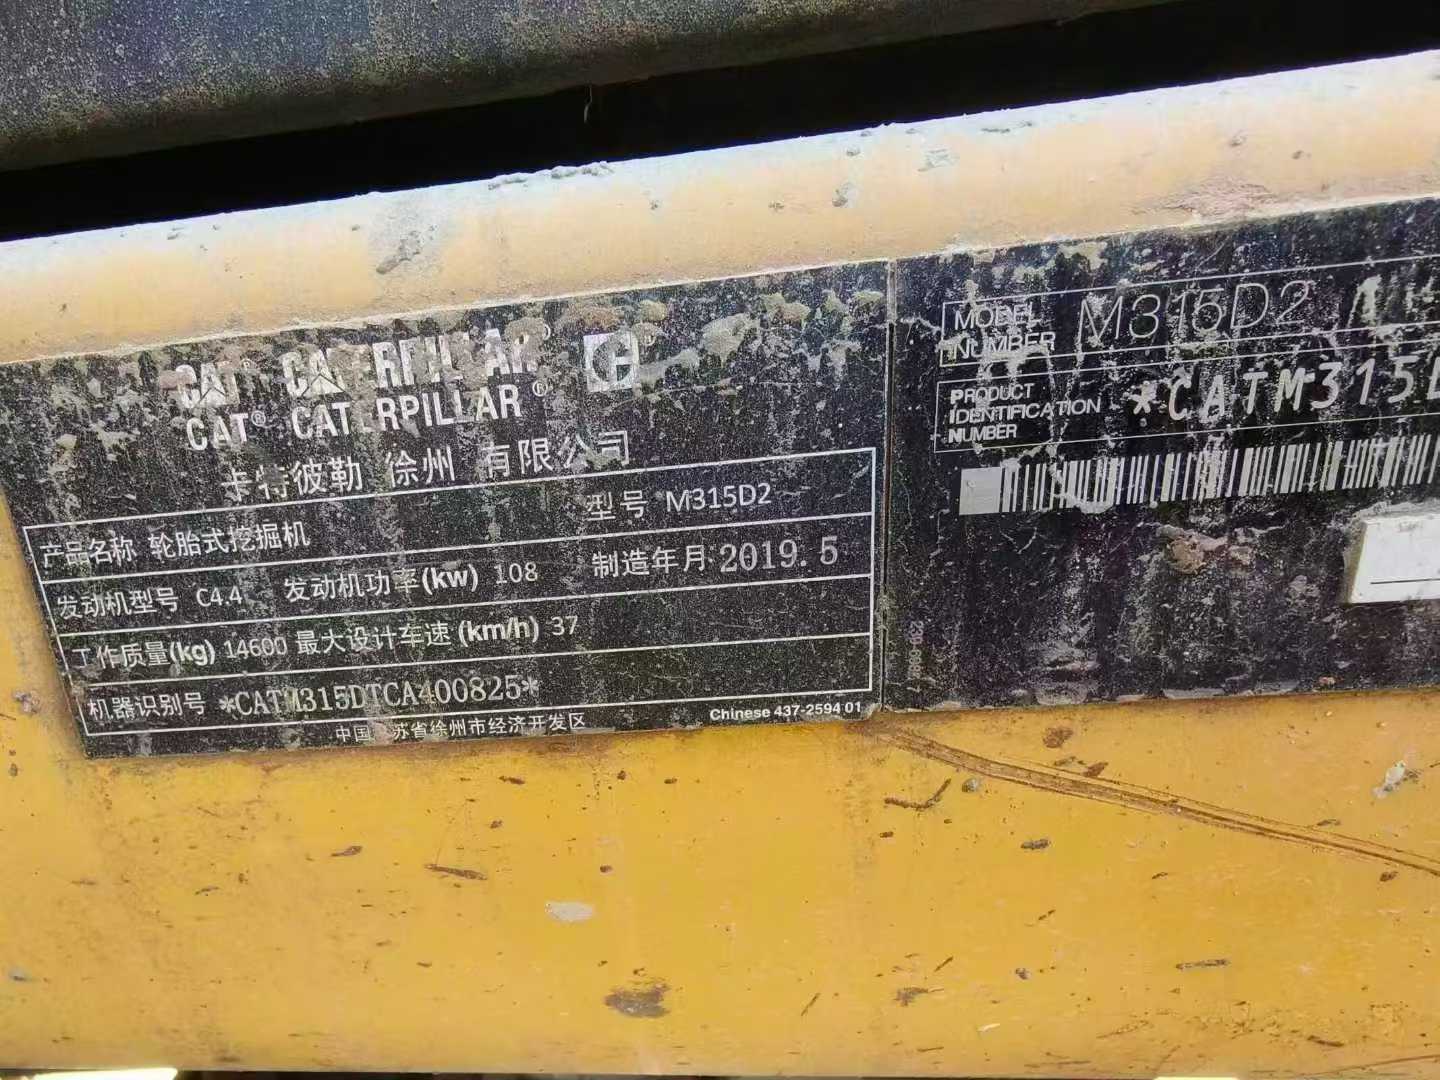 CAT® CATERPILLAR®
CAT® CATERPILLAR®
卡特彼勒 徐州 有限公司
产品名称 轮胎式挖掘机 型号 M315D2
发动机型号 C4.4 发动机功率(kw) 108 制造年月 2019.5
工作质量(kg) 14600 最大设计车速(km/h) 37
机器识别号 *CATM315DTCA400825*
中国 苏省徐州市经济开发区 Chinese 437-2594 01
MODEL NUMBER M315D2
PRODUCT IDENTIFICATION NUMBER *CATM315